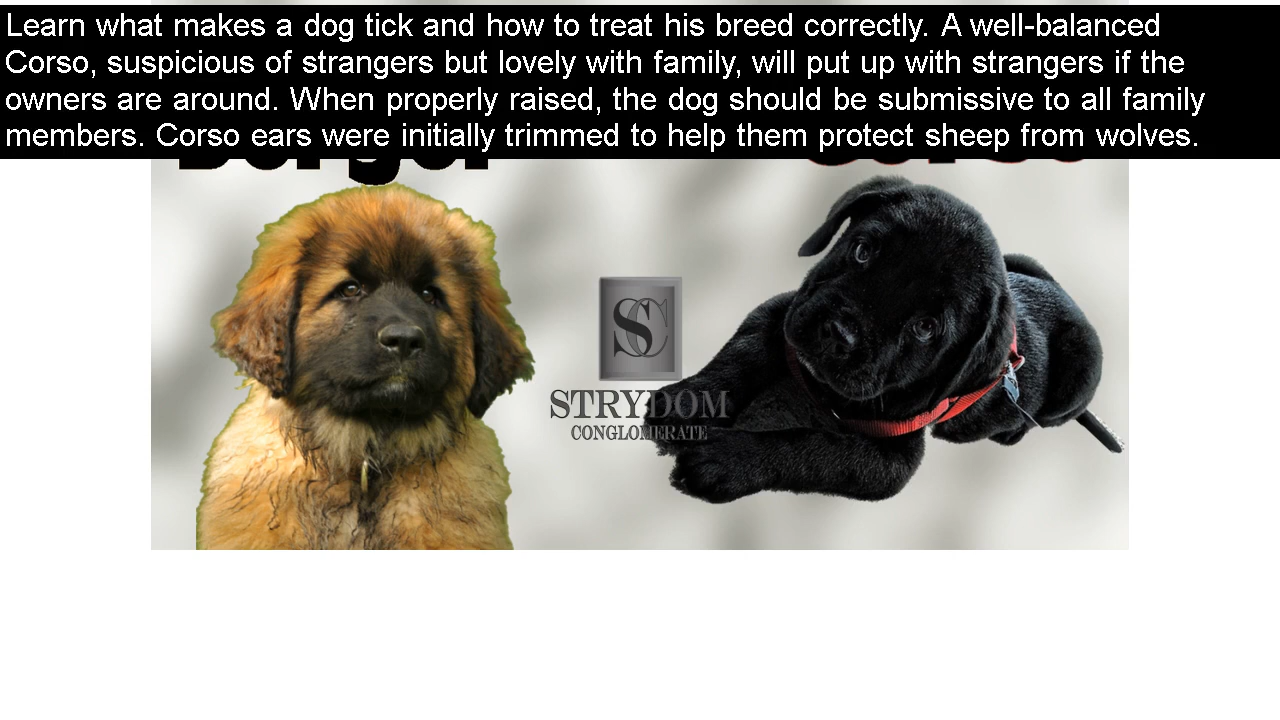 Learn what makes a dog tick and how to treat his breed correctly. A well-balanced
Corso, suspicious of strangers but lovely with family, will put up with strangers if the
owners are around. When properly raised, the dog should be submissive to all family
members. Corso ears were initially trimmed to help them protect sheep from wolves.
SC
STRYDOM
CONGLOMERATE